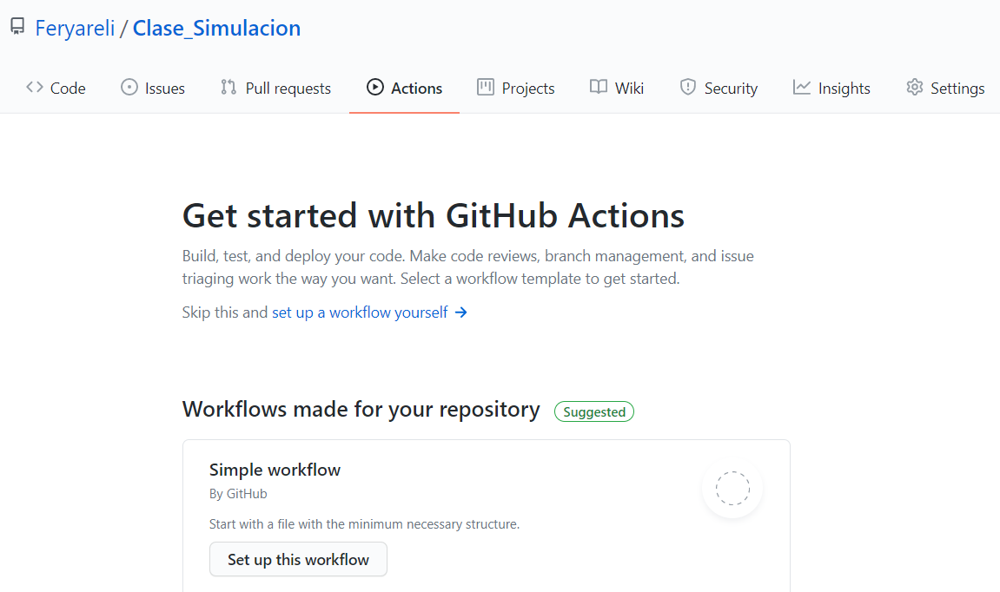 Feryareli / Clase_Simulacion
Code Issues Pull requests Actions Projects Wiki Security Insights Settings
Get started with GitHub Actions
Build, test, and deploy your code. Make code reviews, branch management, and issue
triaging work the way you want. Select a workflow template to get started.
Skip this and set up a workflow yourself →
Workflows made for your repository Suggested
Simple workflow
By GitHub
Start with a file with the minimum necessary structure.
Set up this workflow